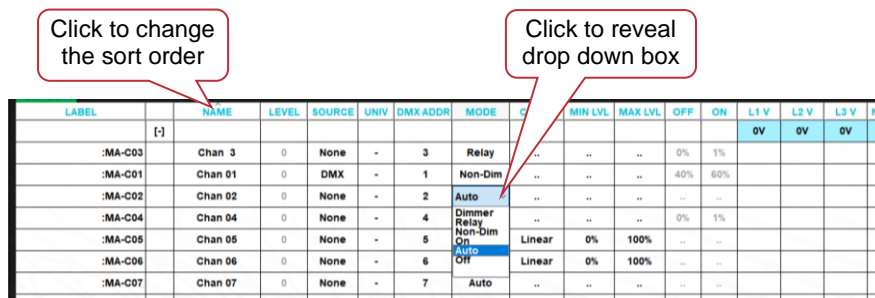 Click to change
the sort order
Click to reveal
drop down box
LABEL NAME LEVEL SOURCE UNIV DMX ADDR MODE MIN LVL MAX LVL OFF ON L1 V L2 V L3 V
[-] 0V 0V 0V
:MA-C03 Chan 3 0 None - 3 Relay .. .. .. 0% 1%
:MA-C01 Chan 01 0 DMX - 1 Non-Dim .. .. .. 40% 60%
:MA-C02 Chan 02 0 None - 2 Auto .. .. .. .. ..
:MA-C04 Chan 04 0 None - 4 Dimmer .. .. .. 0% 1%
Relay
Non-Dim
:MA-C05 Chan 05 0 None - 5 On Linear 0% 100% .. ..
Auto
:MA-C06 Chan 06 0 None - 6 Off Linear 0% 100% .. ..
:MA-C07 Chan 07 0 None - 7 Auto .. .. .. .. ..